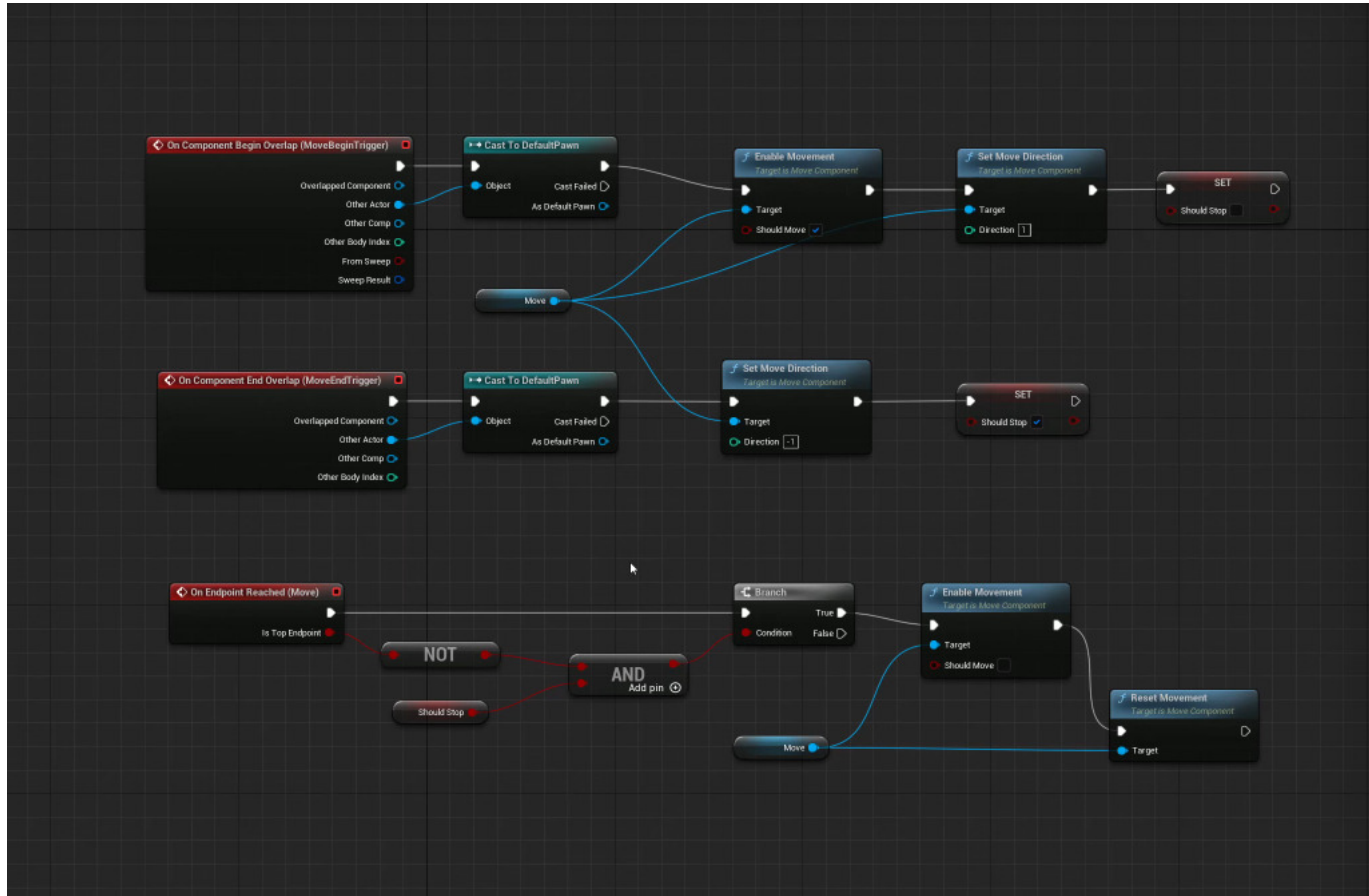 On Component Begin Overlap (MoveBeginTrigger)
Overlapped Component
Other Actor
Other Comp
Other Body Index
From Sweep
Sweep Result
Cast To DefaultPawn
Object
Cast Failed
As Default Pawn
Enable Movement
Target is Move Component
Target
Should Move
Set Move Direction
Target is Move Component
Target
Direction 1
SET
Should Stop
Move
On Component End Overlap (MoveEndTrigger)
Overlapped Component
Other Actor
Other Comp
Other Body Index
Cast To DefaultPawn
Object
Cast Failed
As Default Pawn
Set Move Direction
Target is Move Component
Target
Direction -1
SET
Should Stop
On Endpoint Reached (Move)
Is Top Endpoint
NOT
Should Stop
AND
Add pin
Branch
True
Condition
False
Enable Movement
Target is Move Component
Target
Should Move
Move
Reset Movement
Target is Move Component
Target